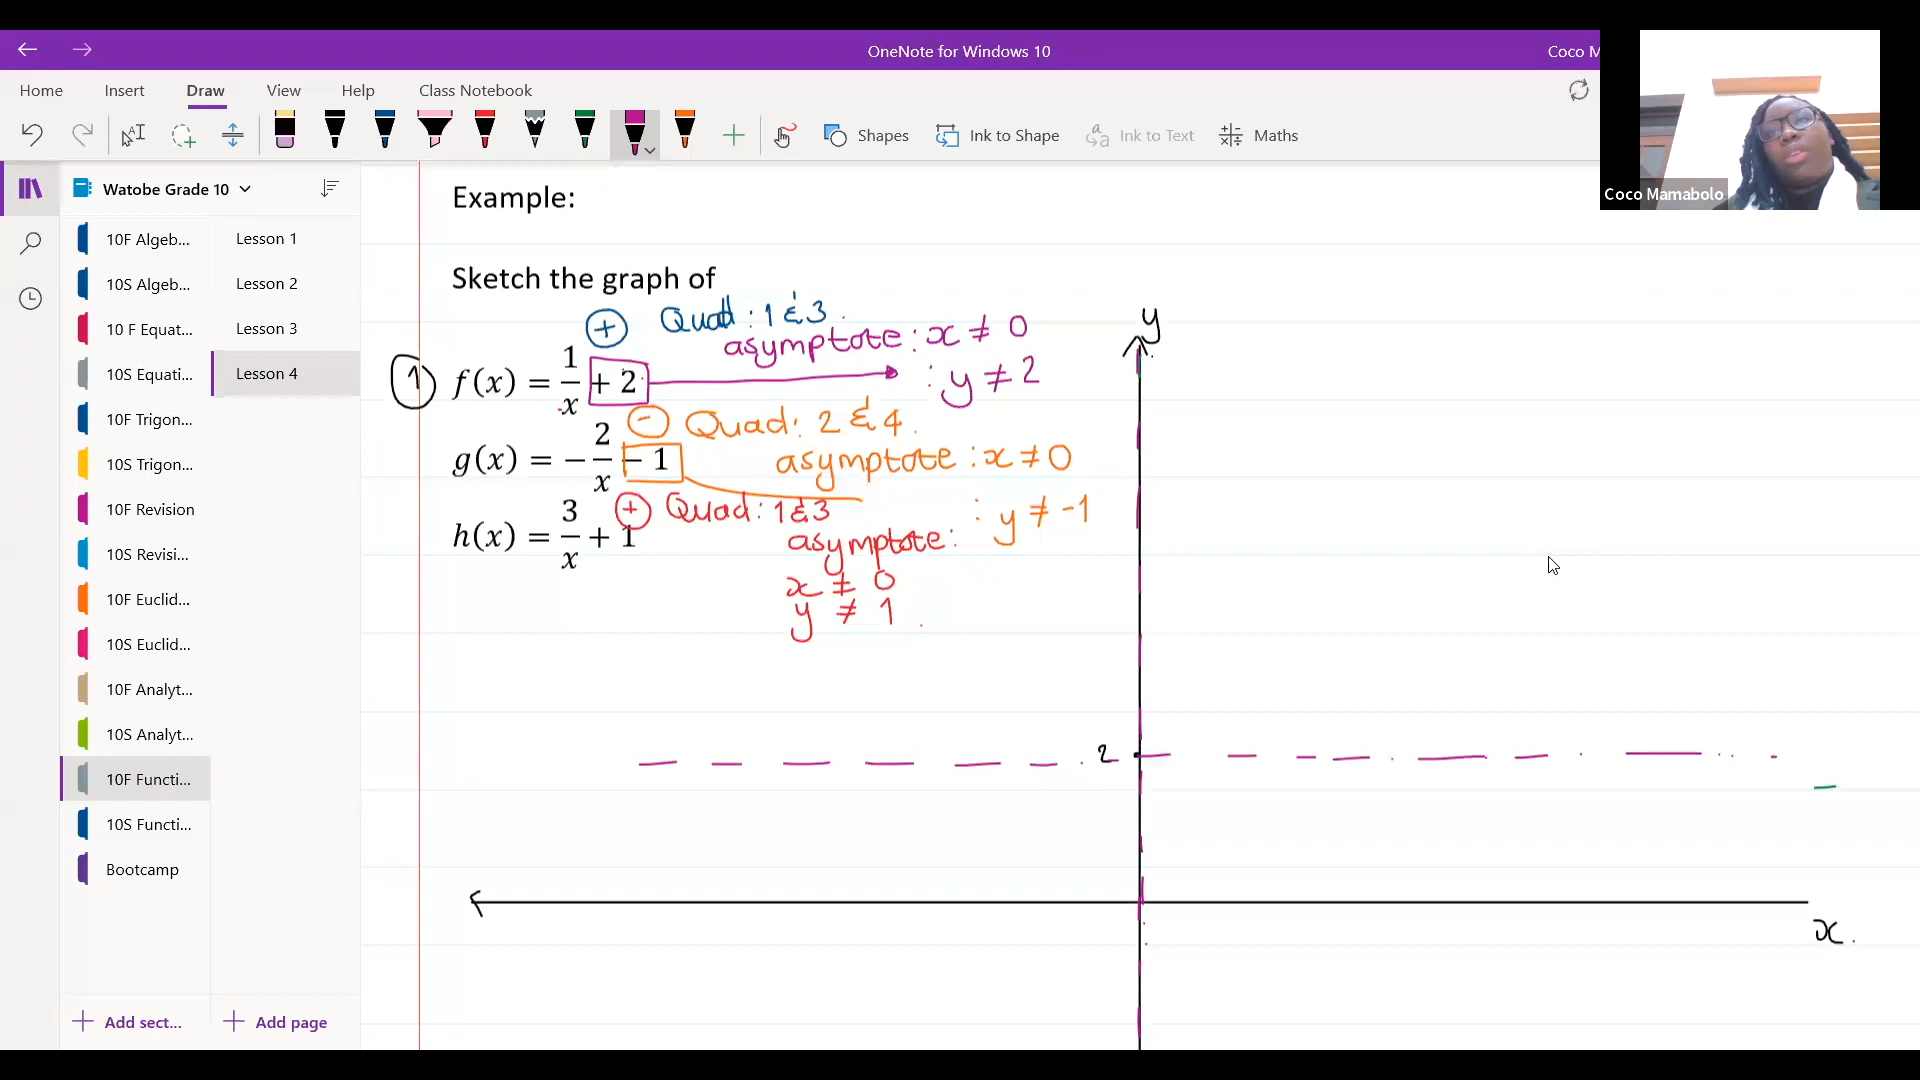 OneNote for Windows 10
Coco M
Home Insert Draw View Help Class Notebook
Shapes Ink to Shape Ink to Text Maths
Coco Mamabolo
Watobe Grade 10
10F Algeb...
10S Algeb...
10 F Equat...
10S Equati...
10F Trigon...
10S Trigon...
10F Revision
10S Revisi...
10F Euclid...
10S Euclid...
10F Analyt...
10S Analyt...
10F Functi...
10S Functi...
Bootcamp
Add sect...
Lesson 1
Lesson 2
Lesson 3
Lesson 4
Add page
Example:
Sketch the graph of
+ Quad: 1 & 3.
asymptote: x ≠ 0
1 f(x) = 1/x + 2 : y ≠ 2
- Quad: 2 & 4.
g(x) = - 2/x - 1 asymptote: x ≠ 0
: y ≠ -1
+ Quad: 1 & 3
h(x) = 3/x + 1 asymptote:
x ≠ 0
y ≠ 1
y
2
x.